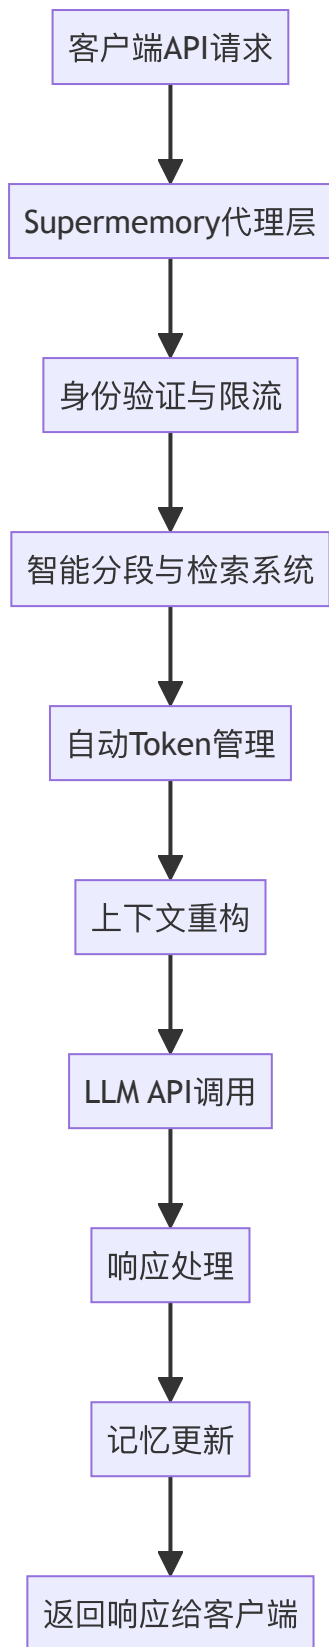 客户端API请求
Supermemory代理层
身份验证与限流
智能分段与检索系统
自动Token管理
上下文重构
LLM API调用
响应处理
记忆更新
返回响应给客户端